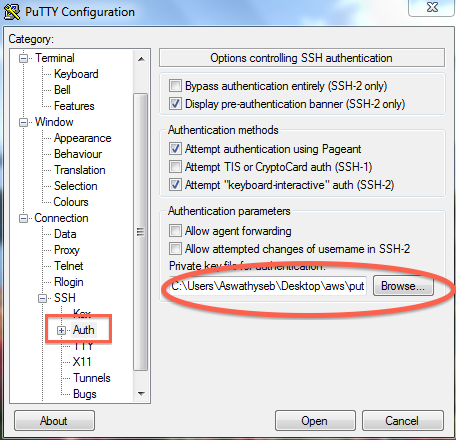 PuTTY Configuration
Category:
Terminal
Keyboard
Bell
Features
Window
Appearance
Behaviour
Translation
Selection
Colours
Connection
Data
Proxy
Telnet
Rlogin
SSH
Kex
Auth
TTY
X11
Tunnels
Bugs
Options controlling SSH authentication
Bypass authentication entirely (SSH-2 only)
Display pre-authentication banner (SSH-2 only)
Authentication methods
Attempt authentication using Pageant
Attempt TIS or CryptoCard auth (SSH-1)
Attempt "keyboard-interactive" auth (SSH-2)
Authentication parameters
Allow agent forwarding
Allow attempted changes of username in SSH-2
Private key file for authentication:
C:\Users\Aswathyseb\Desktop\aws\put
Browse...
About
Open
Cancel